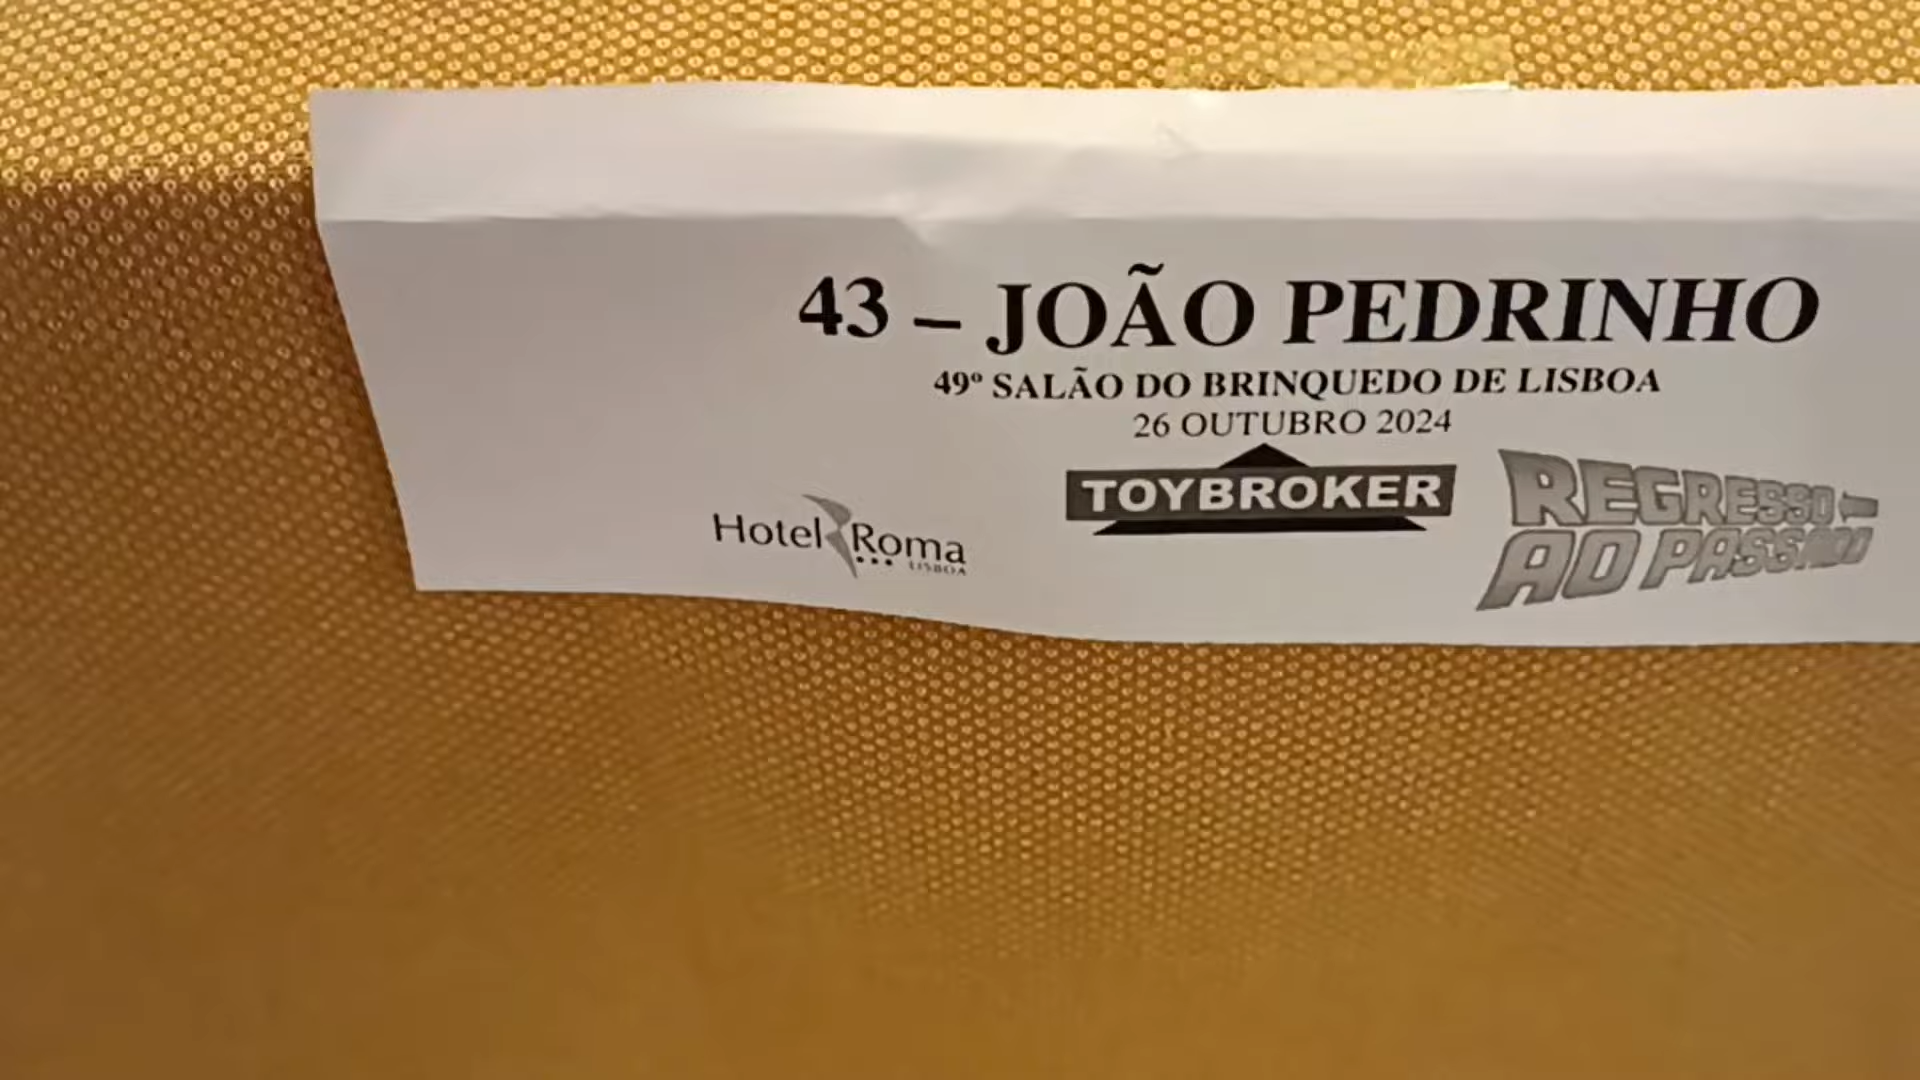 43 – JOÃO PEDRINHO
49º SALÃO DO BRINQUEDO DE LISBOA
26 OUTUBRO 2024
TOYBROKER
REGRESSO
AO PASSADO
Hotel Roma
LISBOA